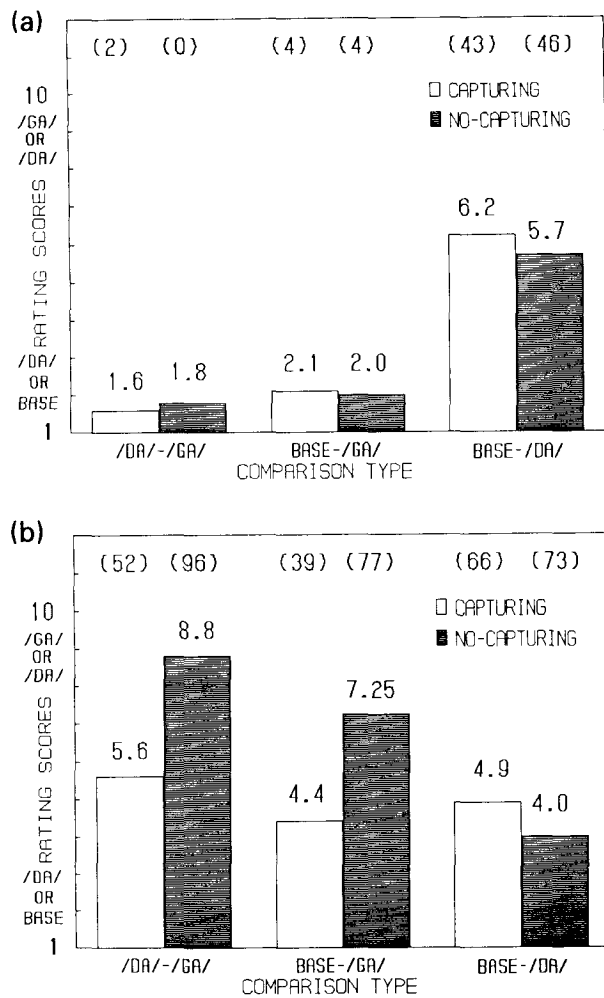 (a)
(2) (0) (4) (4) (43) (46)
10
/GA/
OR
/DA/
RATING SCORES
/DA/
OR
BASE
1
CAPTURING
NO-CAPTURING
1.6 1.8 2.1 2.0 6.2 5.7
/DA/-/GA/ BASE-/GA/ BASE-/DA/
COMPARISON TYPE
(b)
(52) (96) (39) (77) (66) (73)
10
/GA/
OR
/DA/
RATING SCORES
/DA/
OR
BASE
1
CAPTURING
NO-CAPTURING
5.6 8.8 4.4 7.25 4.9 4.0
/DA/-/GA/ BASE-/GA/ BASE-/DA/
COMPARISON TYPE